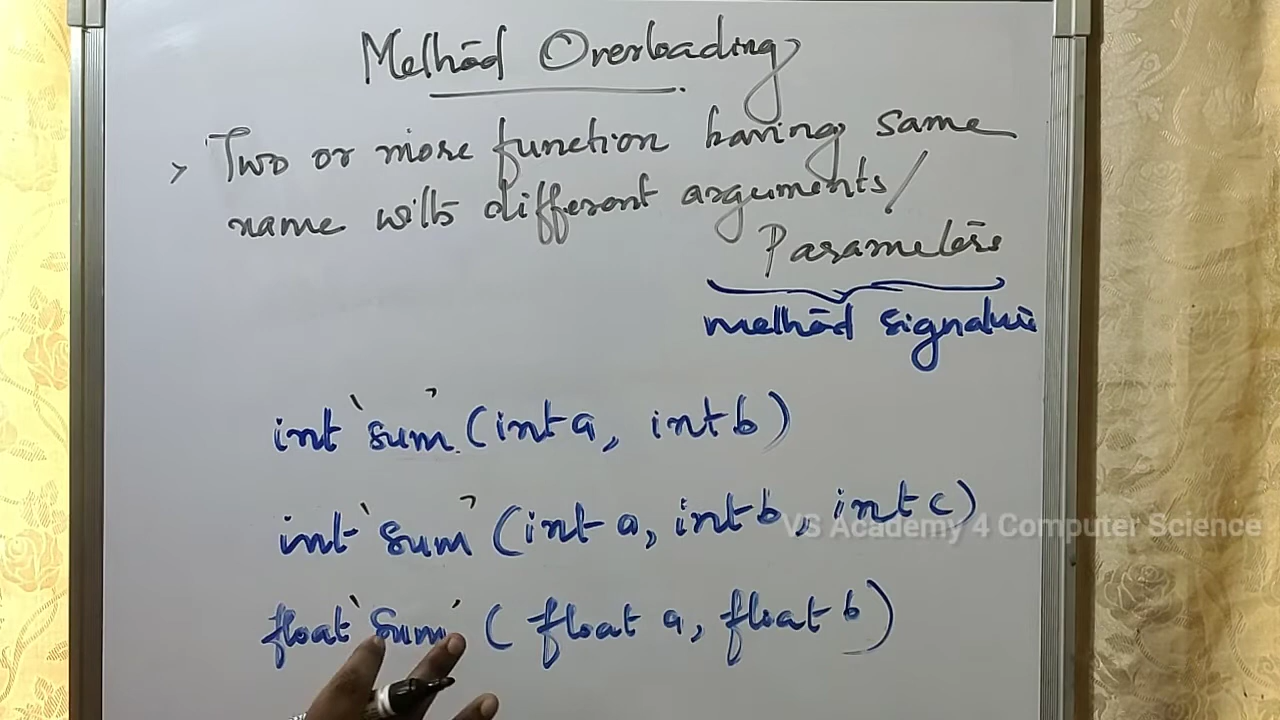 Method Overloading
> Two or more function having same
name with different arguments/
Parameters
method signature
int 'sum' (int a, int b)
int 'sum' (int a, int b, int c)
VS Academy 4 Computer Science
float 'sum' (float a, float b)